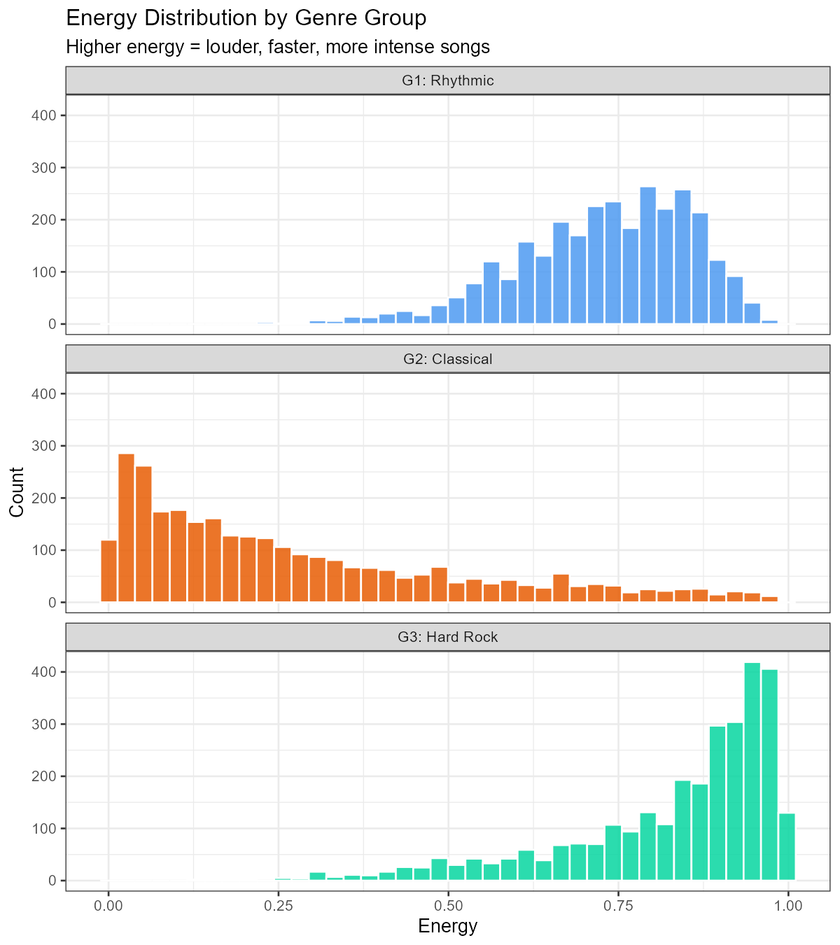 Energy Distribution by Genre Group
Higher energy = louder, faster, more intense songs
G1: Rhythmic
400
300
200
100
0
G2: Classical
400
300
200
100
0
Count
G3: Hard Rock
400
300
200
100
0
0.00 0.25 0.50 0.75 1.00
Energy